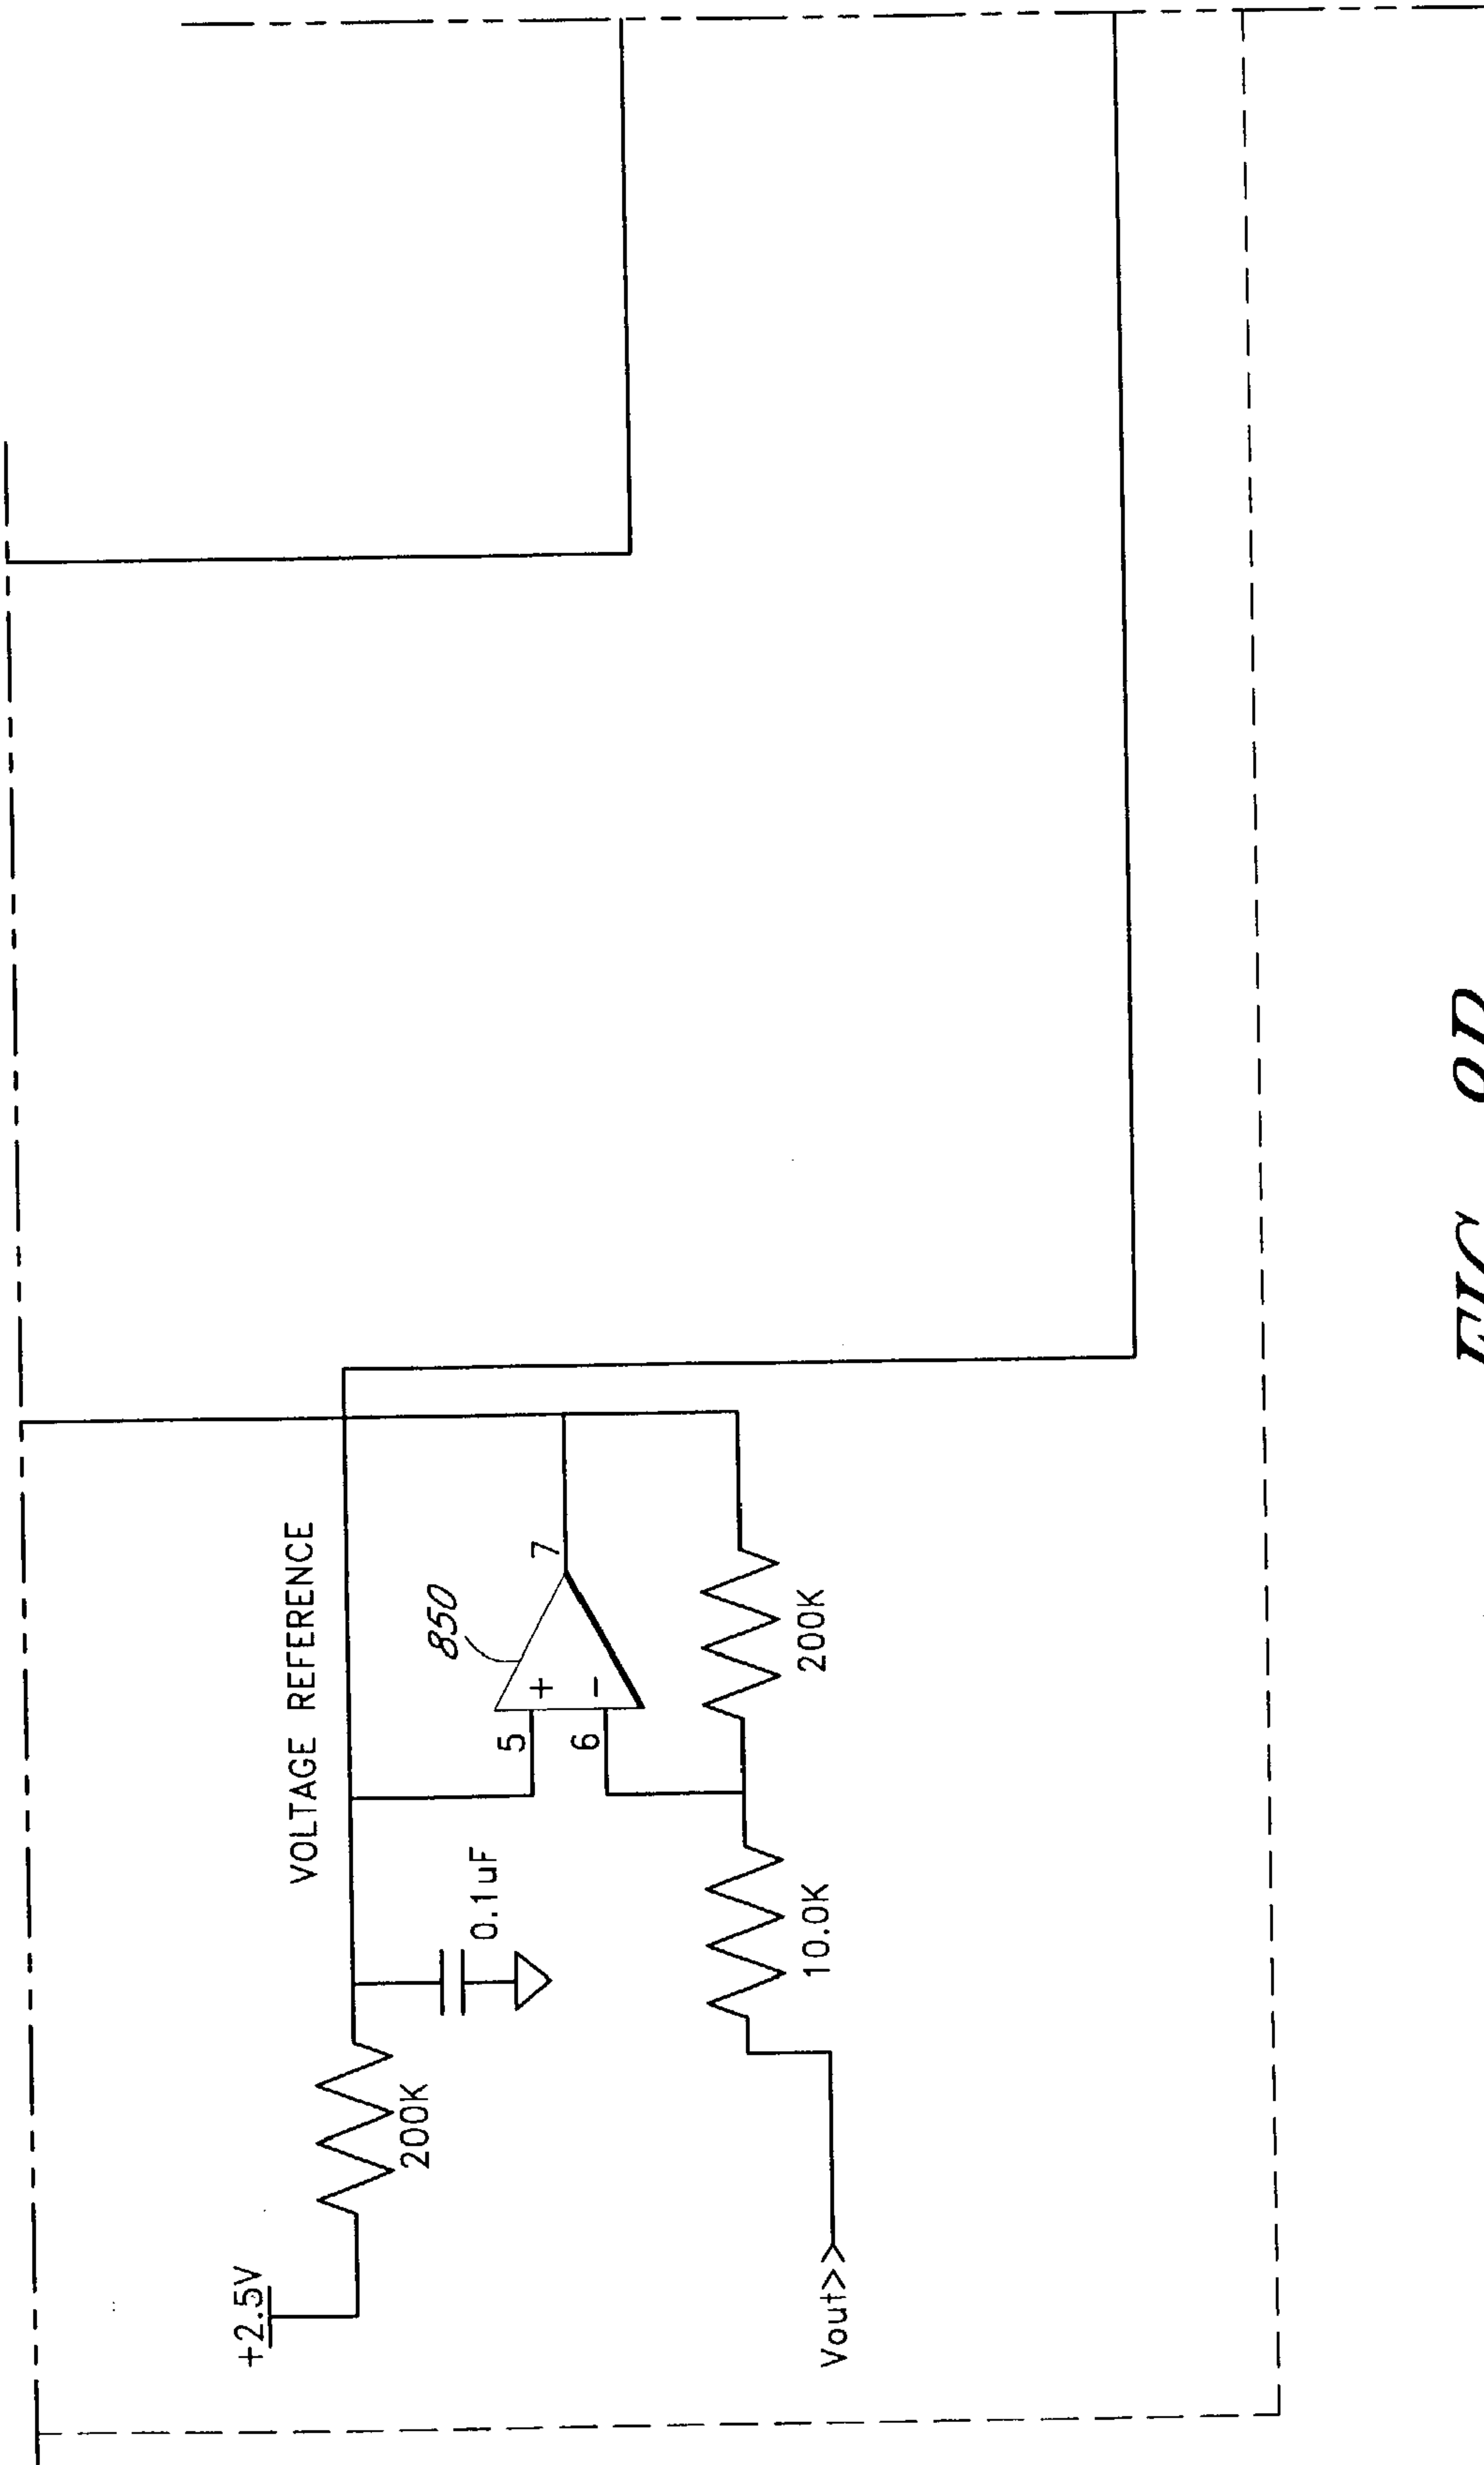 +2.5V
200K
0.1uF
VOLTAGE REFERENCE
850
5
+
6
−
7
200K
10.0K
Vout>>